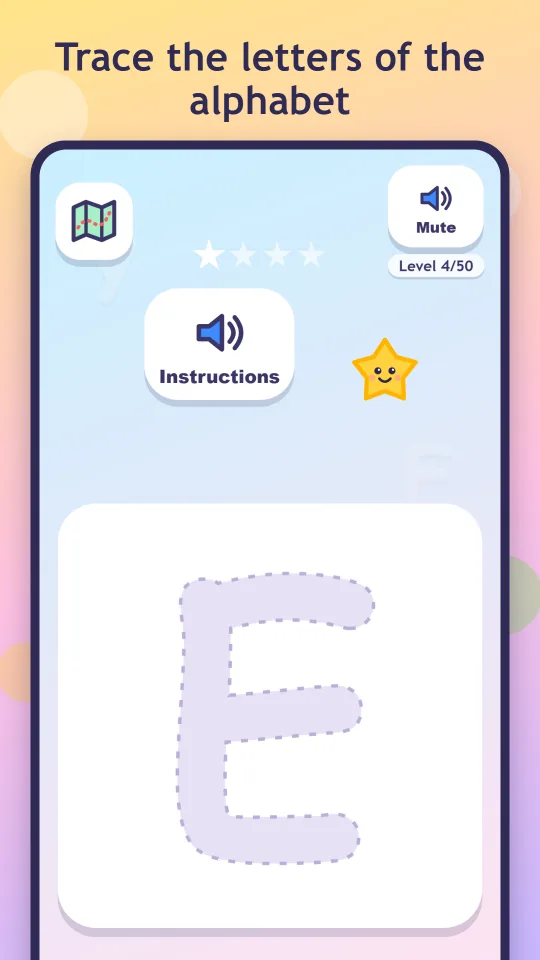 Trace the letters of the
alphabet
Mute
Level 4/50
Instructions
E